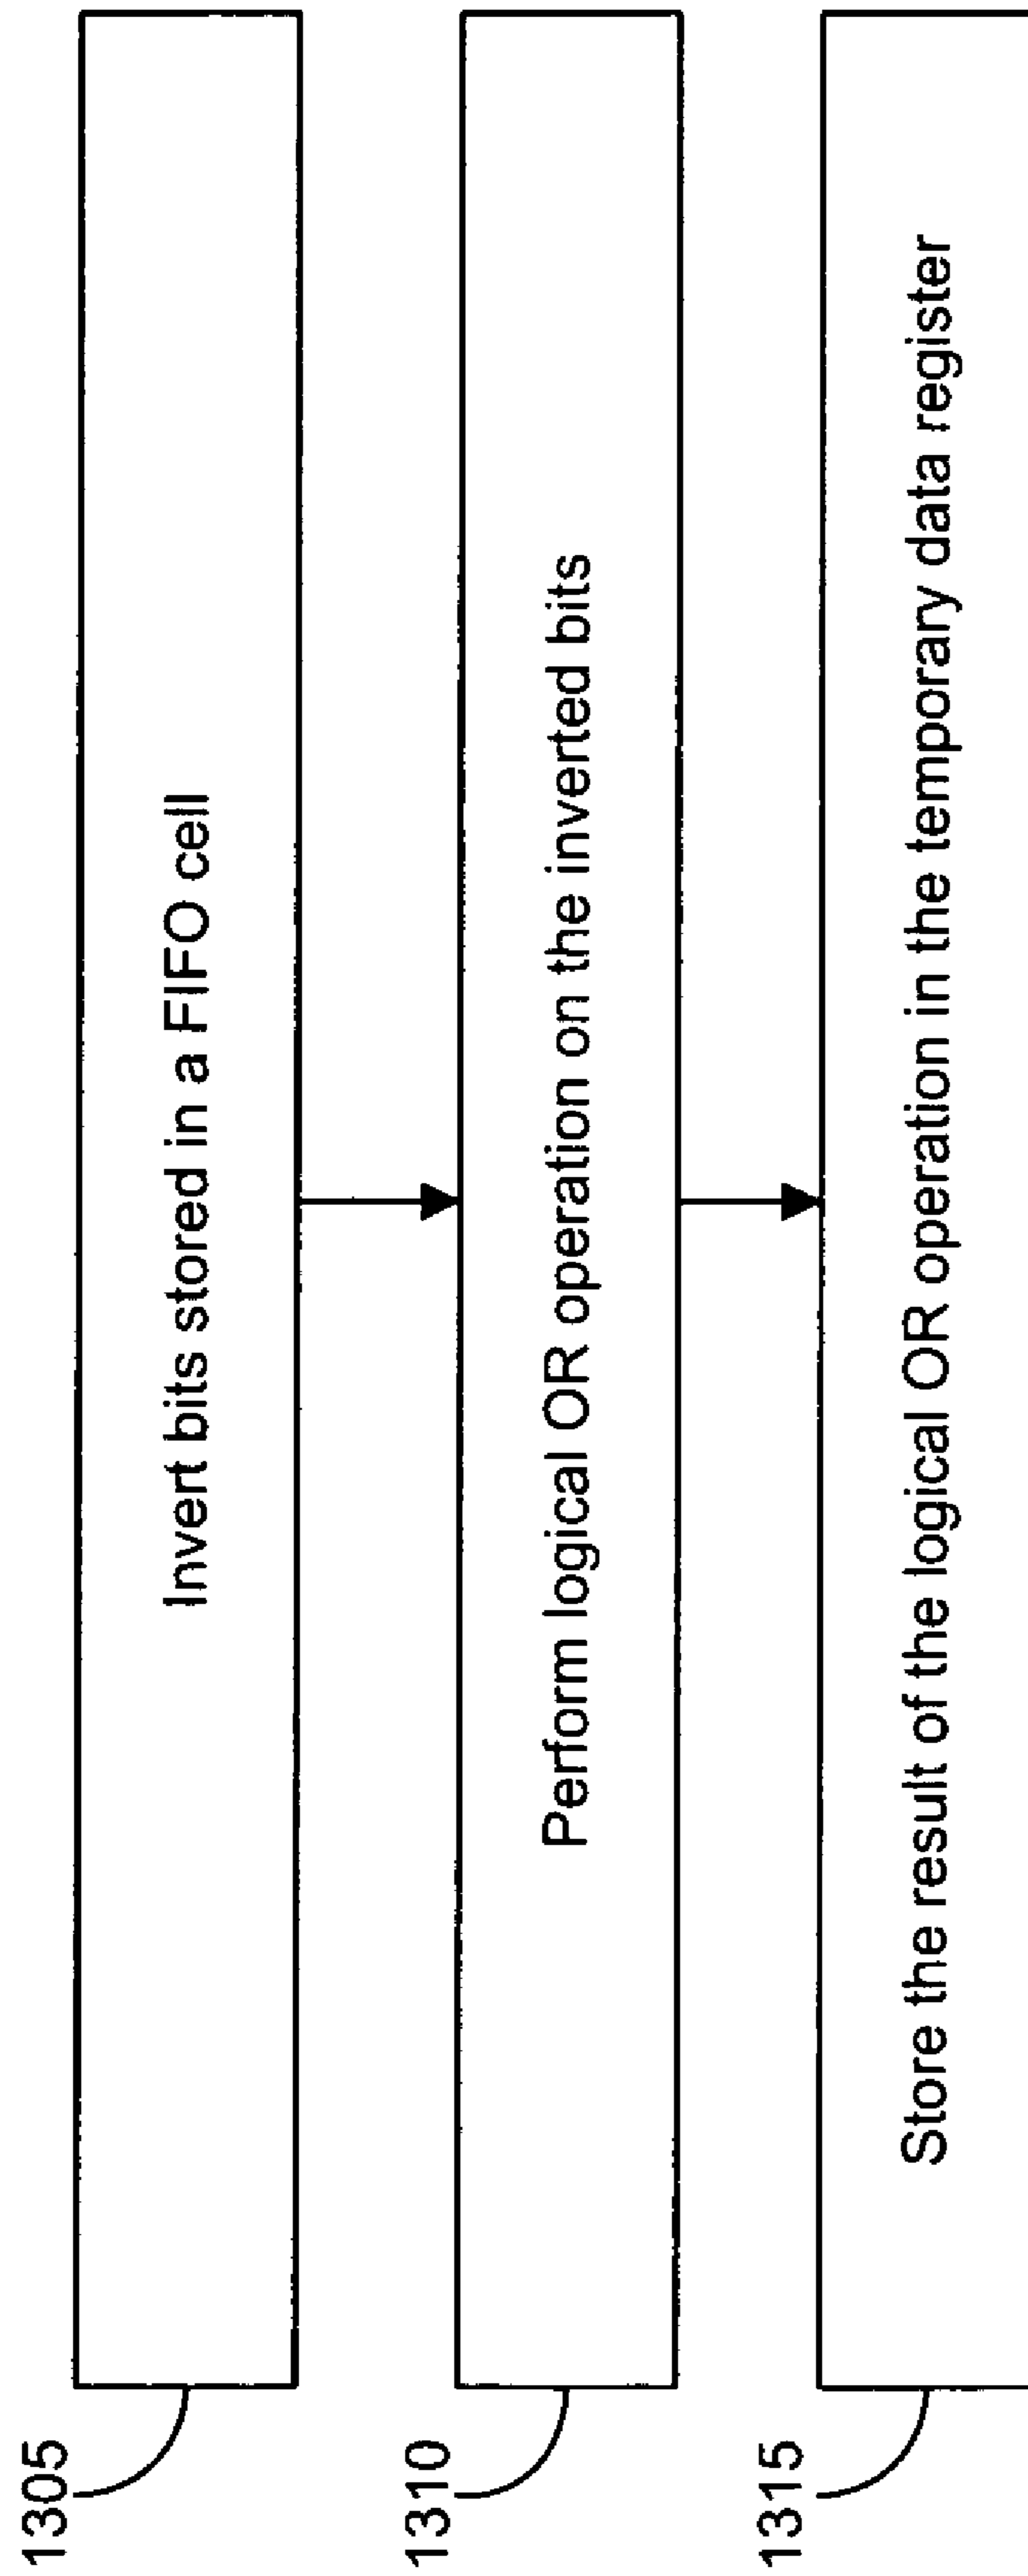 1305
Invert bits stored in a FIFO cell
1310
Perform logical OR operation on the inverted bits
1315
Store the result of the logical OR operation in the temporary data register